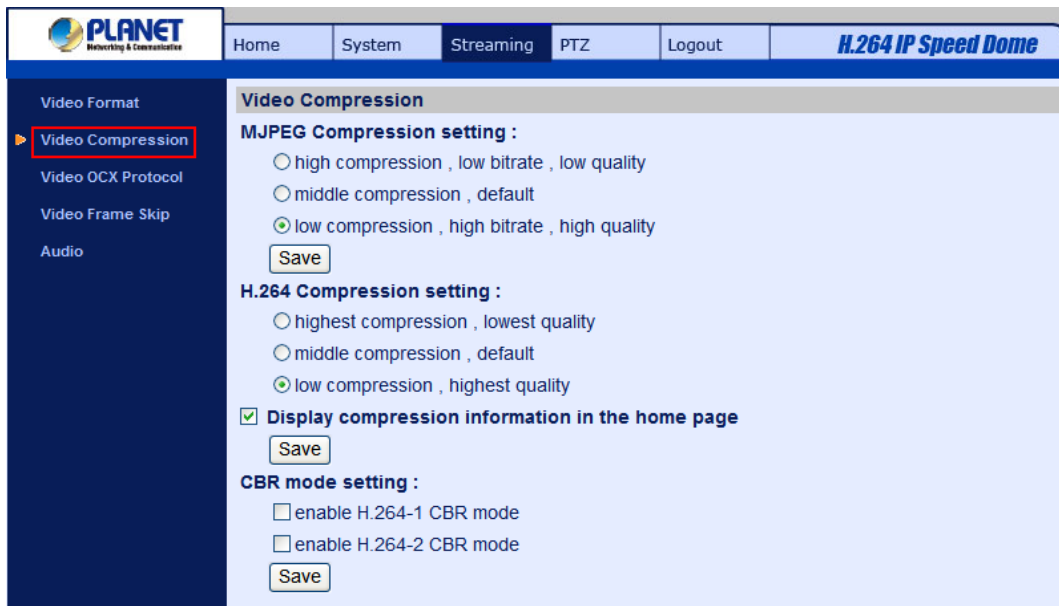 PLANET
Networking & Communication
Home System Streaming PTZ Logout H.264 IP Speed Dome
Video Format
Video Compression
Video OCX Protocol
Video Frame Skip
Audio
Video Compression
MJPEG Compression setting :
high compression , low bitrate , low quality
middle compression , default
low compression , high bitrate , high quality
Save
H.264 Compression setting :
highest compression , lowest quality
middle compression , default
low compression , highest quality
Display compression information in the home page
Save
CBR mode setting :
enable H.264-1 CBR mode
enable H.264-2 CBR mode
Save